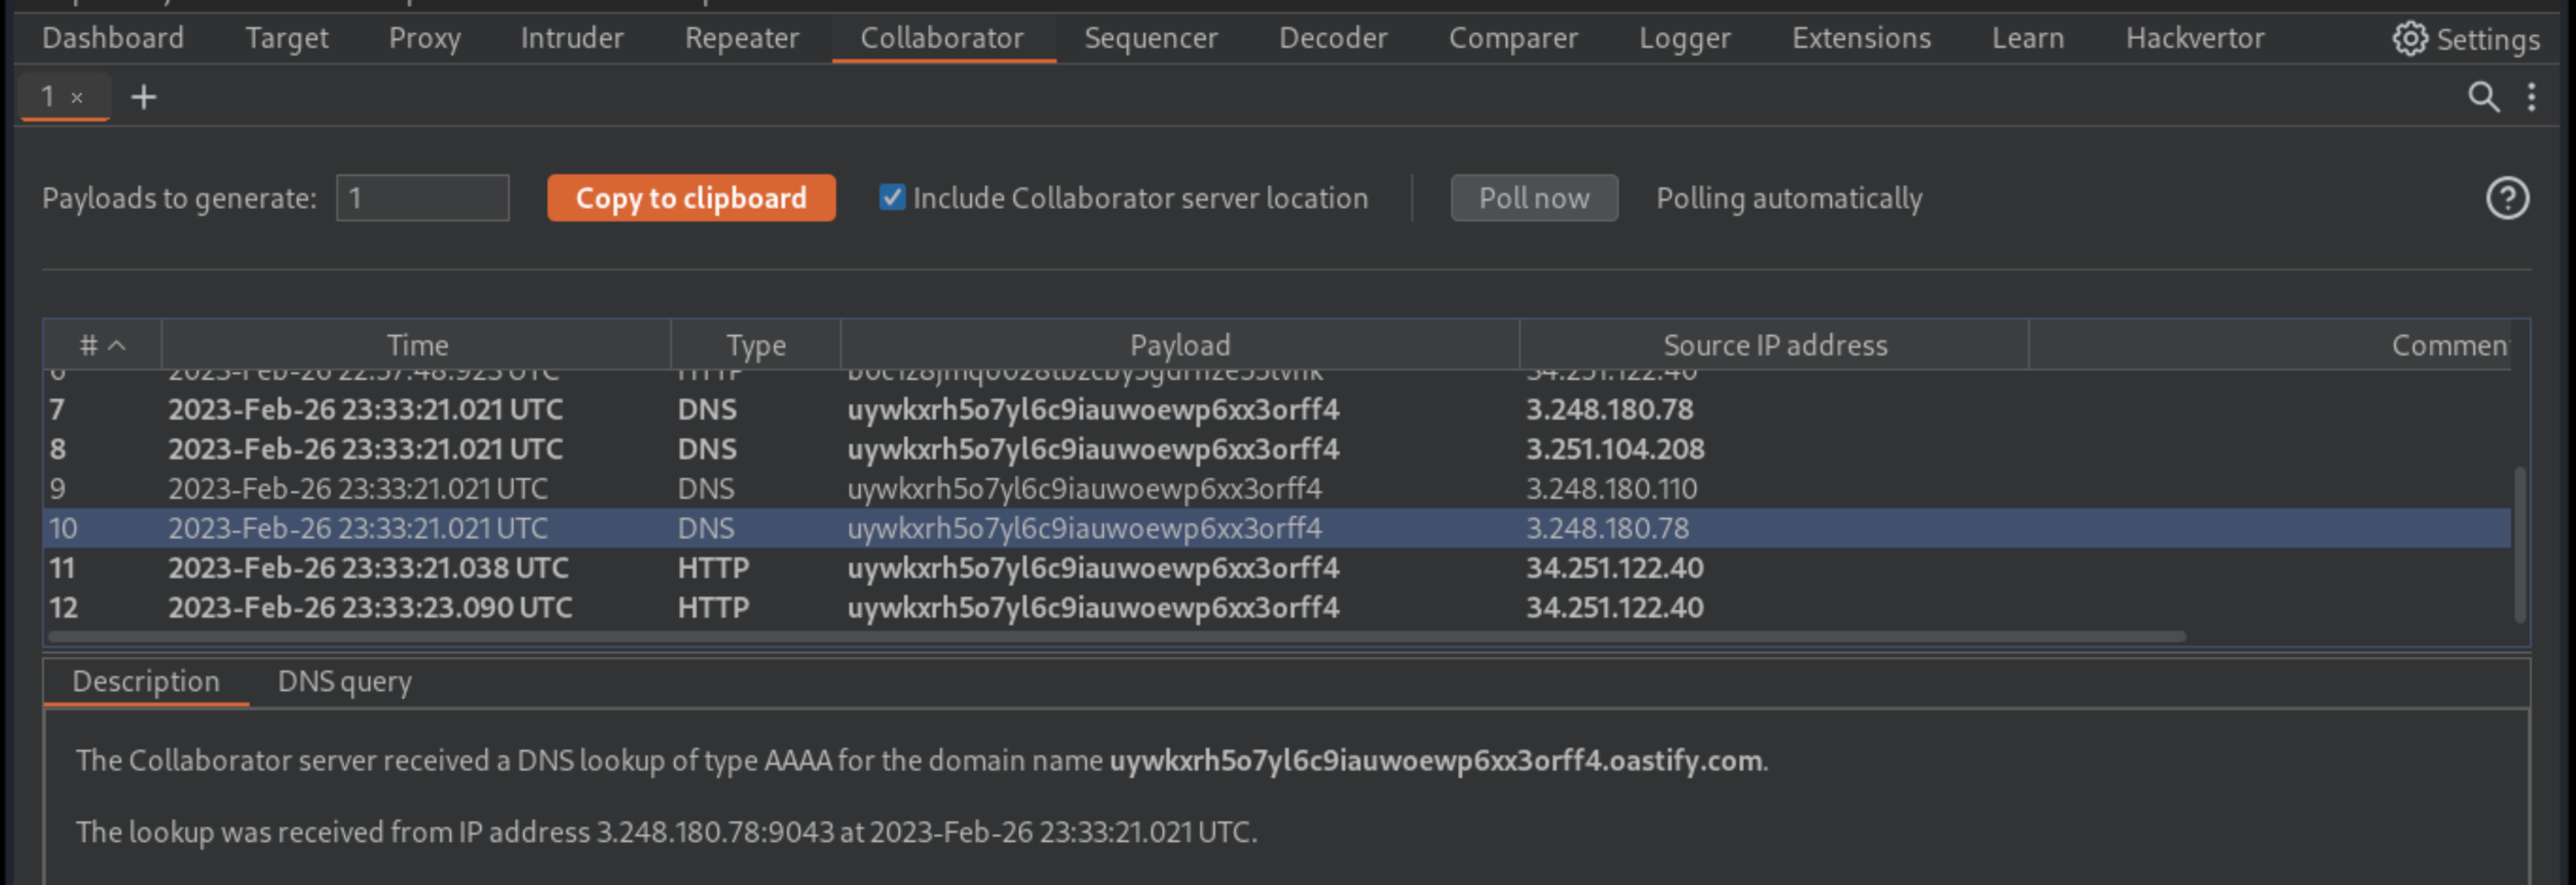 Dashboard Target Proxy Intruder Repeater Collaborator Sequencer Decoder Comparer Logger Extensions Learn Hackvertor Settings
1 × +
Payloads to generate: 1 Copy to clipboard Include Collaborator server location Poll now Polling automatically ?
# Time Type Payload Source IP address Commen
7 2023-Feb-26 23:33:21.021 UTC DNS uywkxrh5o7yl6c9iauwoewp6xx3orff4 3.248.180.78
8 2023-Feb-26 23:33:21.021 UTC DNS uywkxrh5o7yl6c9iauwoewp6xx3orff4 3.251.104.208
9 2023-Feb-26 23:33:21.021 UTC DNS uywkxrh5o7yl6c9iauwoewp6xx3orff4 3.248.180.110
10 2023-Feb-26 23:33:21.021 UTC DNS uywkxrh5o7yl6c9iauwoewp6xx3orff4 3.248.180.78
11 2023-Feb-26 23:33:21.038 UTC HTTP uywkxrh5o7yl6c9iauwoewp6xx3orff4 34.251.122.40
12 2023-Feb-26 23:33:23.090 UTC HTTP uywkxrh5o7yl6c9iauwoewp6xx3orff4 34.251.122.40
Description DNS query
The Collaborator server received a DNS lookup of type AAAA for the domain name uywkxrh5o7yl6c9iauwoewp6xx3orff4.oastify.com.
The lookup was received from IP address 3.248.180.78:9043 at 2023-Feb-26 23:33:21.021 UTC.